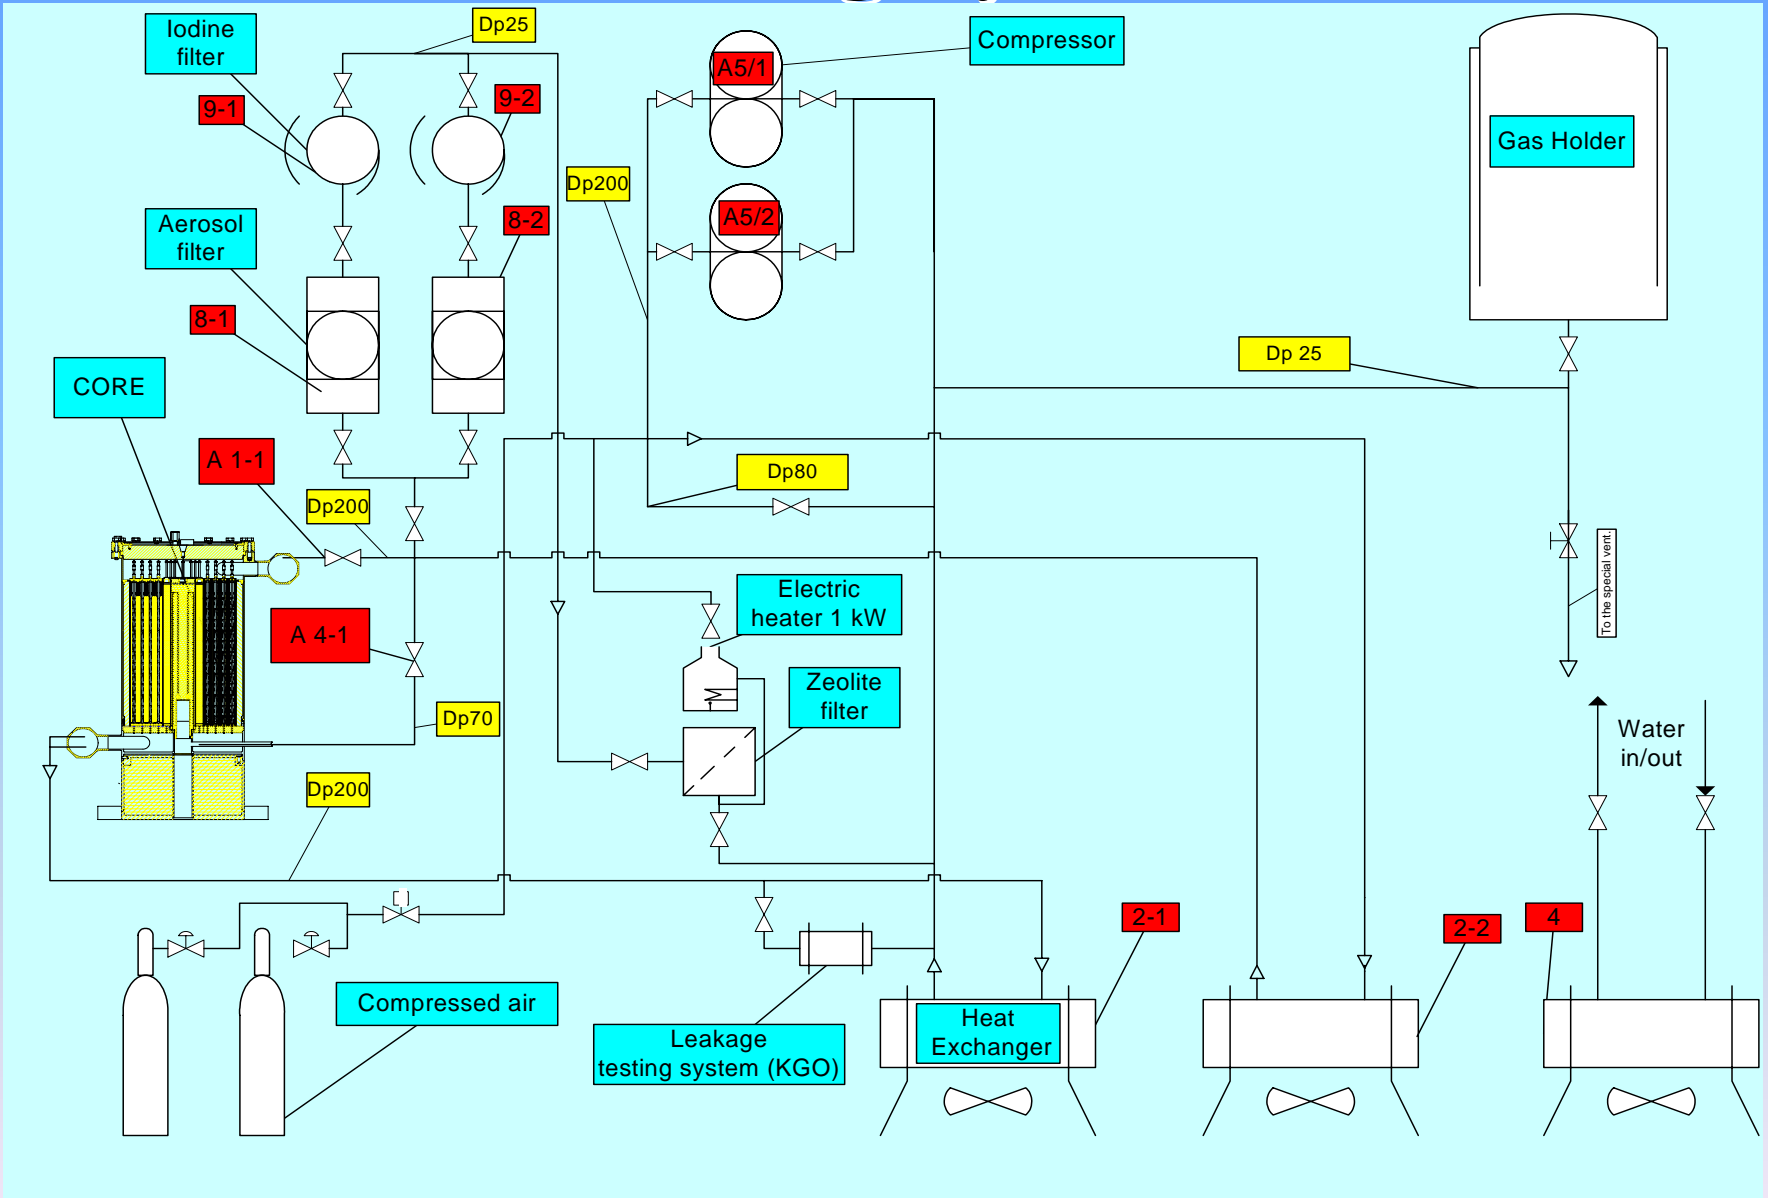 Dp25
Iodine
filter
Compressor
A5/1
9-1
9-2
Gas Holder
Dp200
Aerosol
filter
8-2
A5/2
8-1
Dp 25
CORE
A 1-1
Dp80
Dp200
To the special vent.
Electric
heater 1 kW
A 4-1
Zeolite
filter
Dp70
Water
in/out
Dp200
2-1
2-2
4
Compressed air
Heat
Exchanger
Leakage
testing system (KGO)